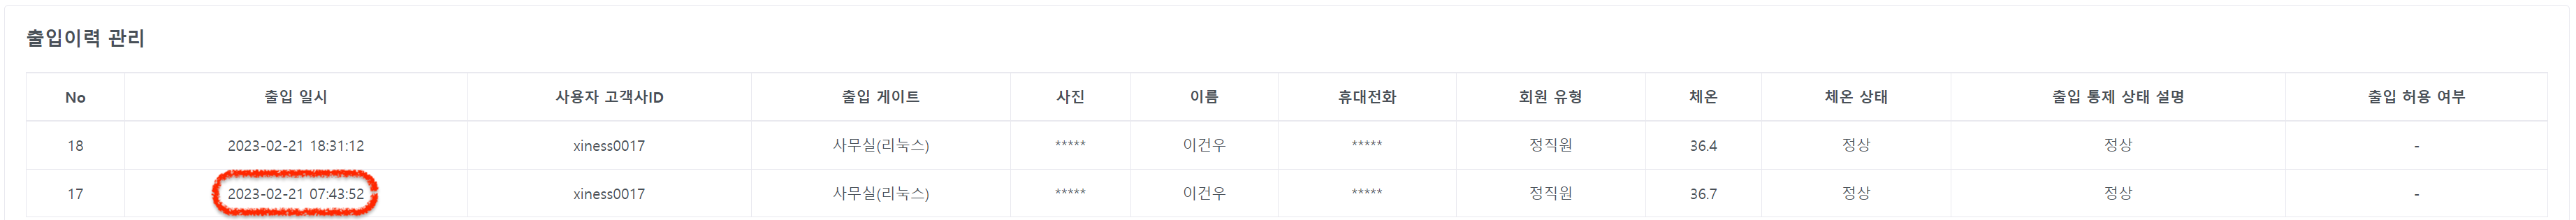 출입이력 관리
No 출입 일시 사용자 고객사ID 출입 게이트 사진 이름 휴대전화 회원 유형 체온 체온 상태 출입 통제 상태 설명 출입 허용 여부
18 2023-02-21 18:31:12 xiness0017 사무실(리눅스) ***** 이건우 ***** 정직원 36.4 정상 정상 -
17 2023-02-21 07:43:52 xiness0017 사무실(리눅스) ***** 이건우 ***** 정직원 36.7 정상 정상 -